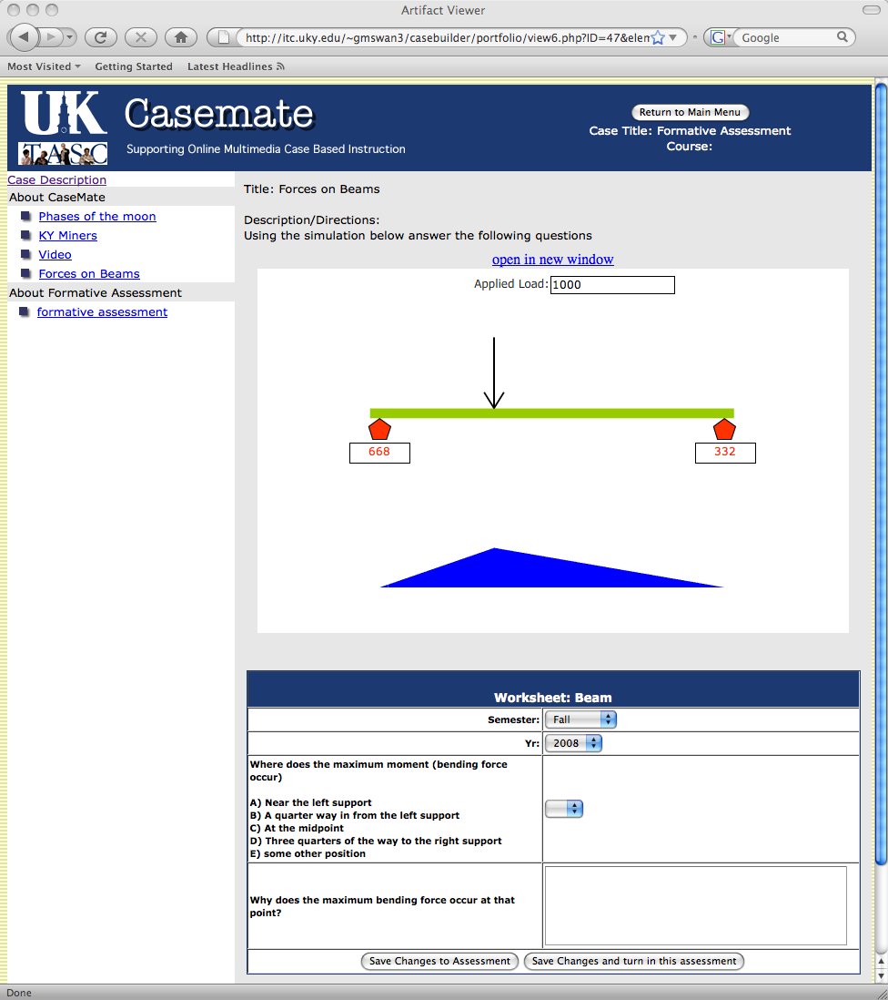 Artifact Viewer
http://itc.uky.edu/~gmswan3/casebuilder/portfolio/view6.php?ID=47&elem
G Google
Most Visited Getting Started Latest Headlines
UK
TASC
Casemate
Supporting Online Multimedia Case Based Instruction
Return to Main Menu
Case Title: Formative Assessment
Course:
Case Description
About CaseMate
Phases of the moon
KY Miners
Video
Forces on Beams
About Formative Assessment
formative assessment
Title: Forces on Beams
Description/Directions:
Using the simulation below answer the following questions
open in new window
Applied Load: 1000
668 332
Worksheet: Beam
Semester: Fall
Yr: 2008
Where does the maximum moment (bending force
occur)
A) Near the left support
B) A quarter way in from the left support
C) At the midpoint
D) Three quarters of the way to the right support
E) some other position
Why does the maximum bending force occur at that
point?
Save Changes to Assessment Save Changes and turn in this assessment
Done